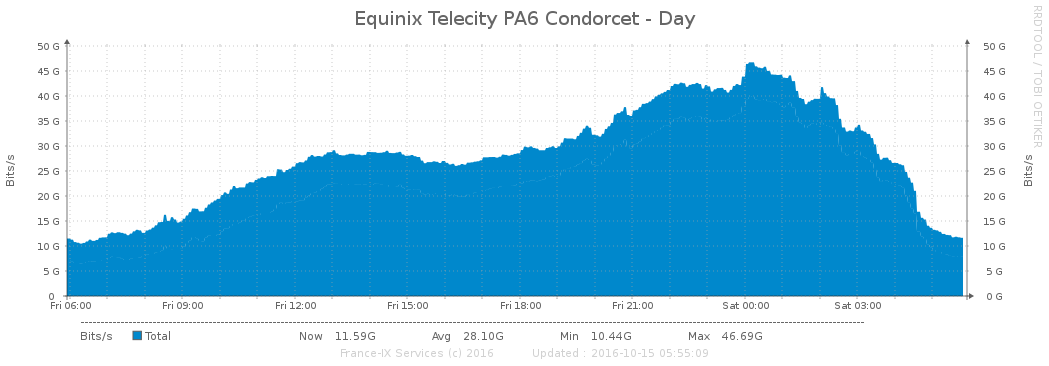 Equinix Telecity PA6 Condorcet - Day
RRDTOOL / TOBI OETIKER
Bits/s
50 G 50 G
45 G 45 G
40 G 40 G
35 G 35 G
30 G 30 G
25 G 25 G
20 G 20 G
15 G 15 G
10 G 10 G
5 G 5 G
0 0 G
Bits/s
Fri 06:00 Fri 09:00 Fri 12:00 Fri 15:00 Fri 18:00 Fri 21:00 Sat 00:00 Sat 03:00
Bits/s Total Now 11.59G Avg 28.10G Min 10.44G Max 46.69G
France-IX Services (c) 2016 Updated : 2016-10-15 05:55:09